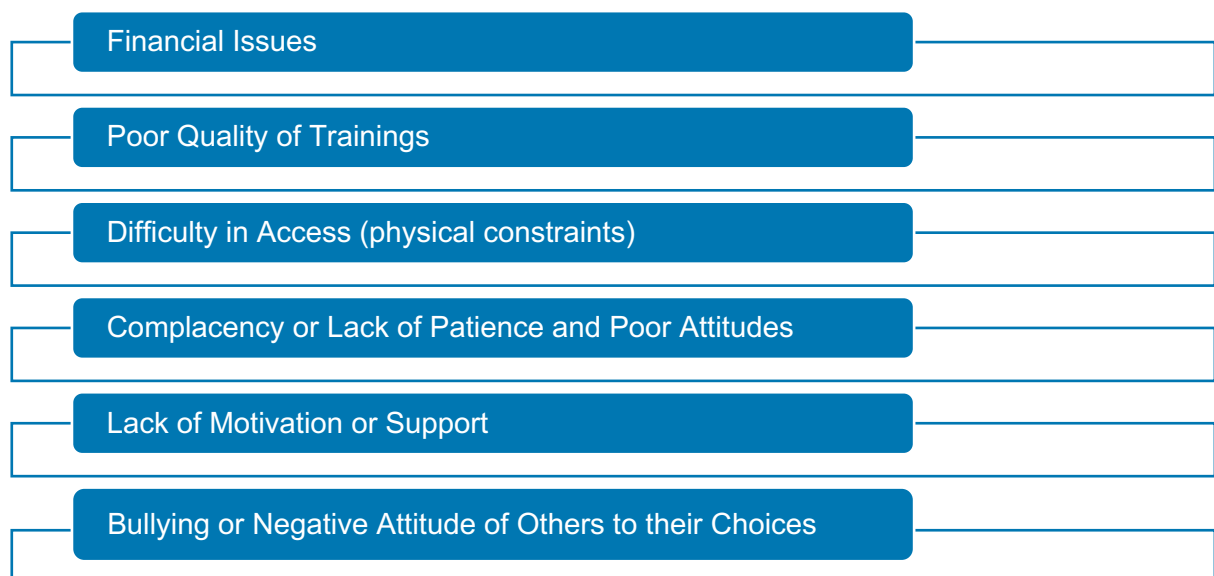 Financial Issues
Poor Quality of Trainings
Difficulty in Access (physical constraints)
Complacency or Lack of Patience and Poor Attitudes
Lack of Motivation or Support
Bullying or Negative Attitude of Others to their Choices